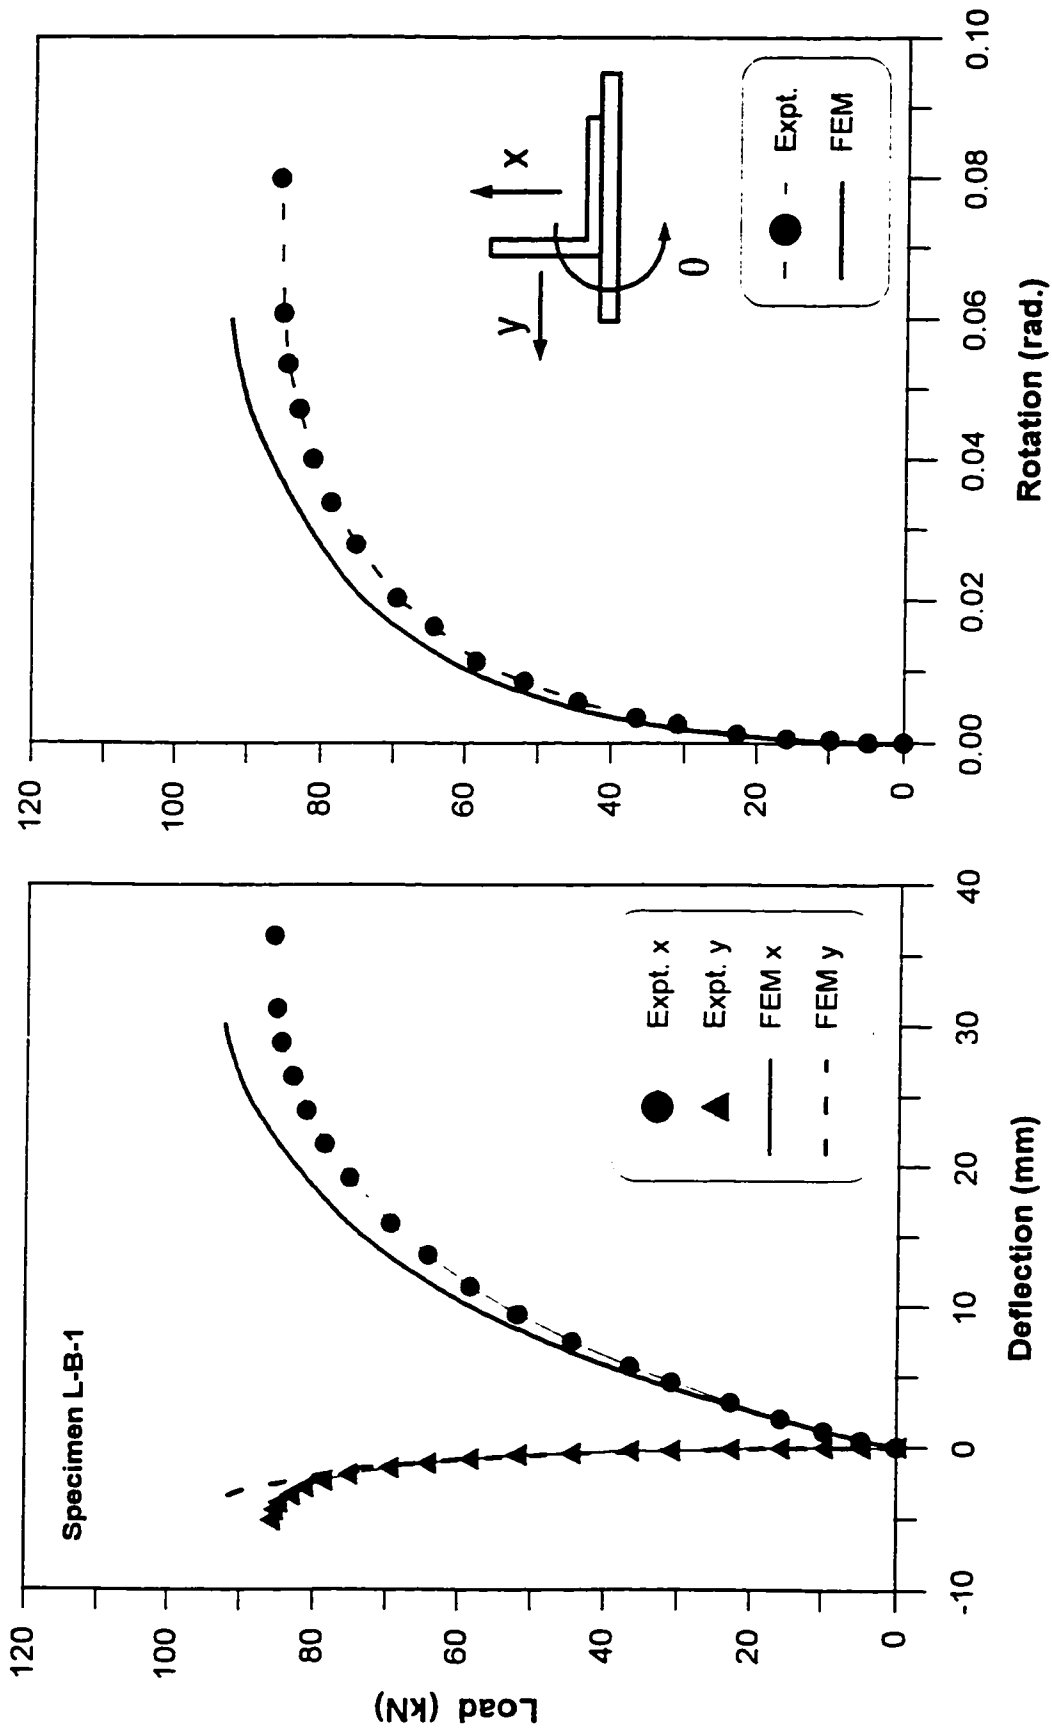 Specimen L-B-1
120
100
80
60
40
20
0
Load (kN)
-10
0
10
20
30
40
Deflection (mm)
Expt. x
Expt. y
FEM x
FEM y
120
100
80
60
40
20
0
0.00
0.02
0.04
0.06
0.08
0.10
Rotation (rad.)
y
x
θ
Expt.
FEM